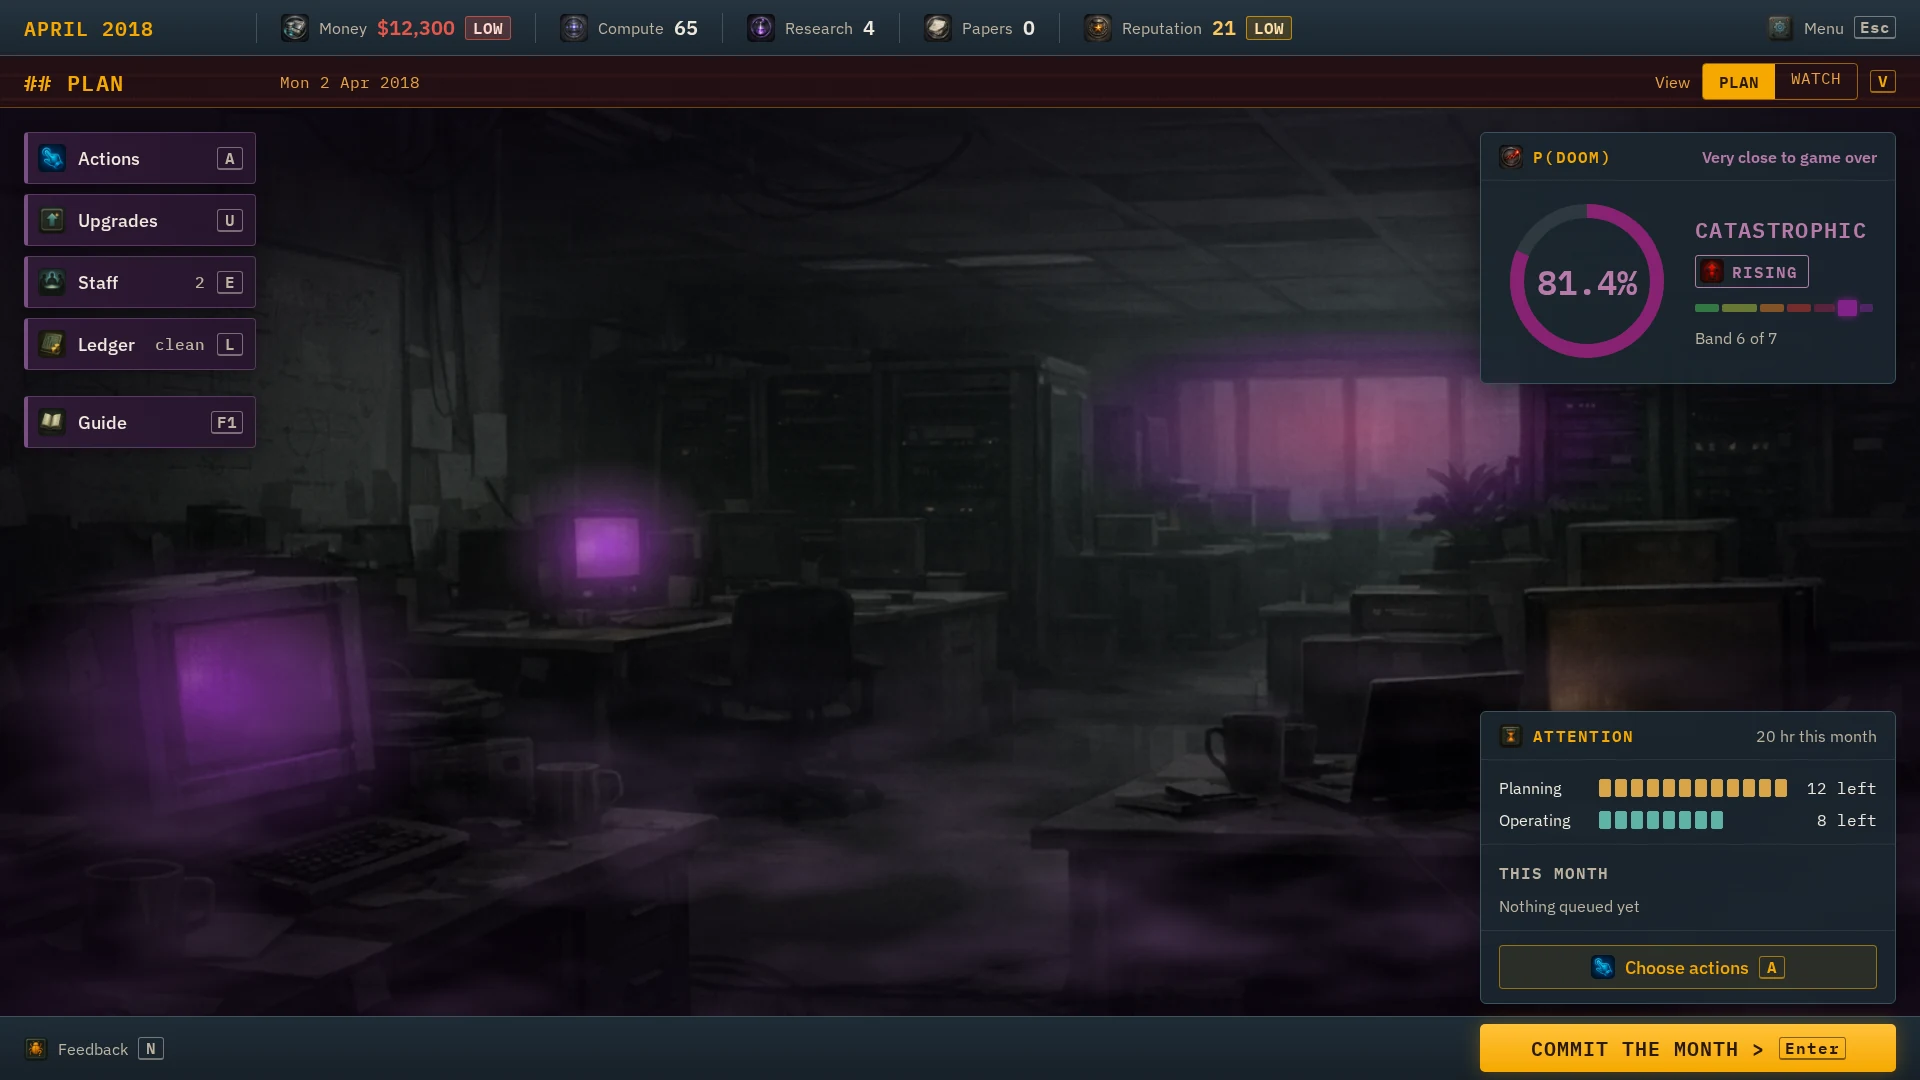 APRIL 2018 Money $12,300 LOW Compute 65 Research 4 Papers 0 Reputation 21 LOW Menu Esc
## PLAN Mon 2 Apr 2018 View PLAN WATCH V
Actions A
Upgrades U
Staff 2 E
Ledger clean L
Guide F1
P(DOOM) Very close to game over
81.4%
CATASTROPHIC
RISING
Band 6 of 7
ATTENTION 20 hr this month
Planning 12 left
Operating 8 left
THIS MONTH
Nothing queued yet
Choose actions A
Feedback N
COMMIT THE MONTH > Enter